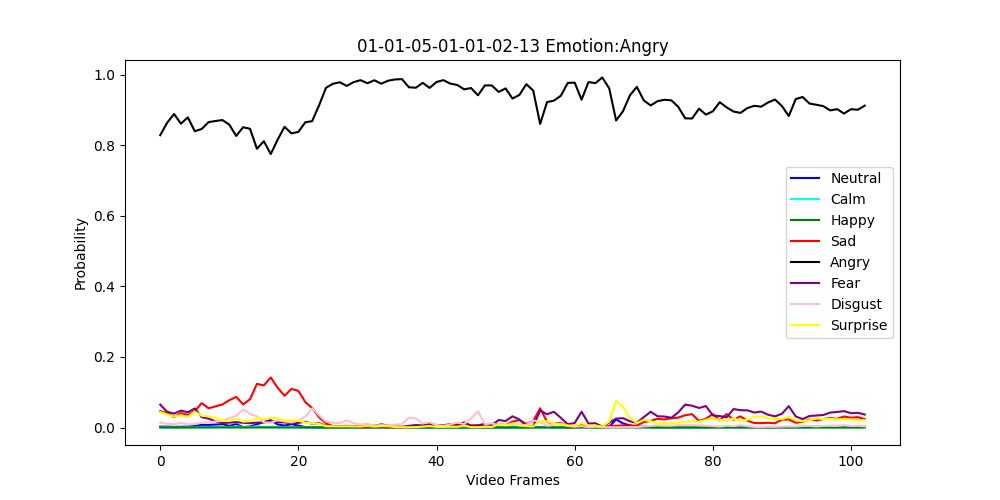 01-01-05-01-01-02-13 Emotion:Angry
Probability
1.0
0.8
0.6
0.4
0.2
0.0
0
20
40
60
80
100
Video Frames
Neutral
Calm
Happy
Sad
Angry
Fear
Disgust
Surprise